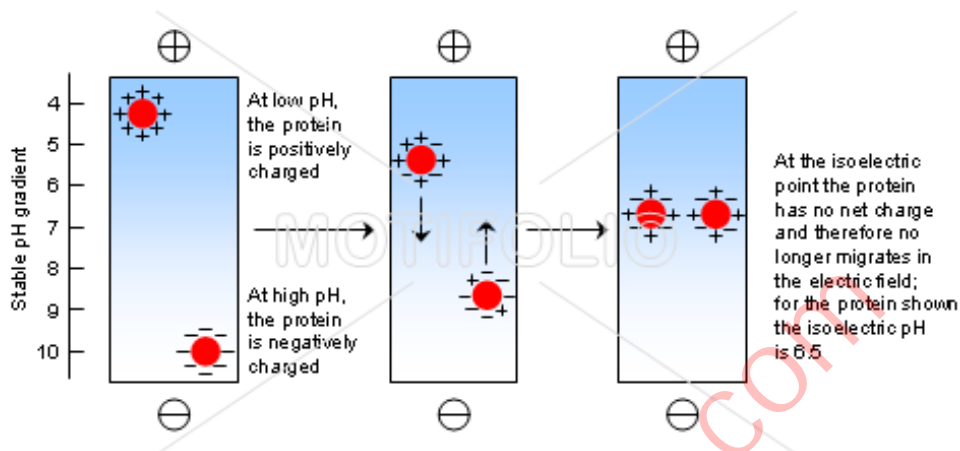 Stable pH gradient
4
5
6
7
8
9
10
At low pH,
the protein
is positively
charged
At high pH,
the protein
is negatively
charged
At the isoelectric
point the protein
has no net charge
and therefore no
longer migrates in
the electric field;
for the protein shown
the isoelectric pH
is 6.5
MOTIFOLIO
com